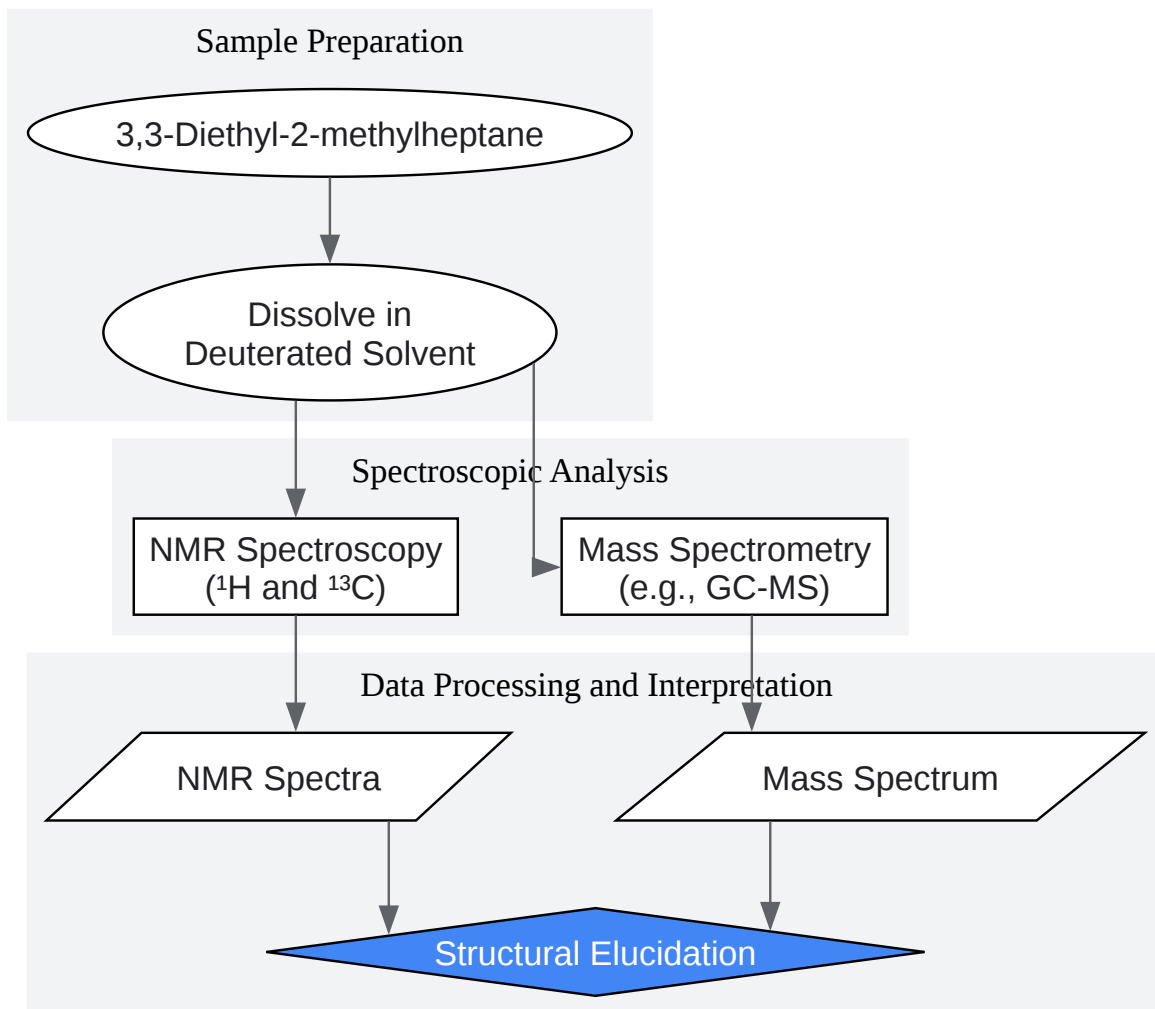 Sample Preparation
3,3-Diethyl-2-methylheptane
Dissolve in
Deuterated Solvent
Spectroscopic Analysis
NMR Spectroscopy
(¹H and ¹³C)
Mass Spectrometry
(e.g., GC-MS)
Data Processing and Interpretation
NMR Spectra
Mass Spectrum
Structural Elucidation